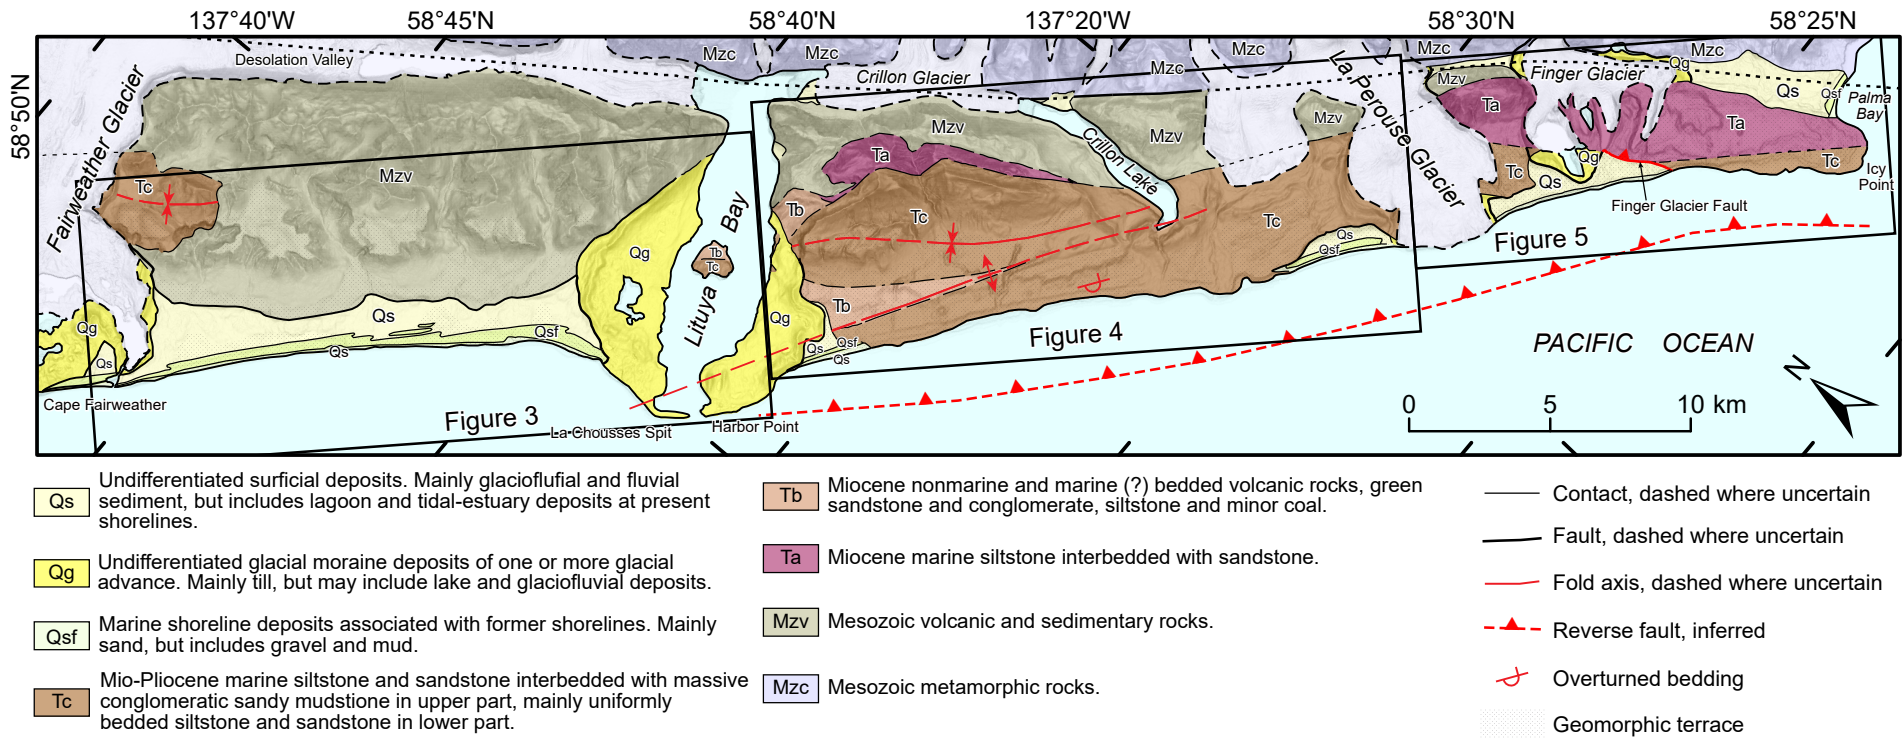 137°40'W
58°45'N
58°40'N
137°20'W
58°30'N
58°25'N
58°50'N
Desolation Valley
Mzc
Mzc
Crillon Glacier
Mzc
Mzc
Mzc
Mzc
Qg
Finger Glacier
Mzv
Ta
Qs
Qsf
Palma
Bay
Fairweather Glacier
La Perouse Glacier
Mzv
Mzv
Mzv
Mzv
Crillon Lake
Ta
Ta
Tc
Tc
Tb
Tc
Tc
Tc
Qg
Qs
Icy
Point
Finger Glacier Fault
Lituya Bay
Tb
Tc
Qg
Qs
Qsf
Figure 5
Qg
Qs
Qs
Qsf
Qs
Tb
Qg
Qs
Qsf
Qs
Figure 4
PACIFIC OCEAN
N
Cape Fairweather
Figure 3
La Chousses Spit
Harbor Point
0 5 10 km
Qs
Undifferentiated surficial deposits. Mainly glacioflufial and fluvial
sediment, but includes lagoon and tidal-estuary deposits at present
shorelines.
Qg
Undifferentiated glacial moraine deposits of one or more glacial
advance. Mainly till, but may include lake and glaciofluvial deposits.
Qsf
Marine shoreline deposits associated with former shorelines. Mainly
sand, but includes gravel and mud.
Tc
Mio-Pliocene marine siltstone and sandstone interbedded with massive
conglomeratic sandy mudstone in upper part, mainly uniformly
bedded siltstone and sandstone in lower part.
Tb
Miocene nonmarine and marine (?) bedded volcanic rocks, green
sandstone and conglomerate, siltstone and minor coal.
Ta
Miocene marine siltstone interbedded with sandstone.
Mzv
Mesozoic volcanic and sedimentary rocks.
Mzc
Mesozoic metamorphic rocks.
Contact, dashed where uncertain
Fault, dashed where uncertain
Fold axis, dashed where uncertain
Reverse fault, inferred
Overturned bedding
Geomorphic terrace